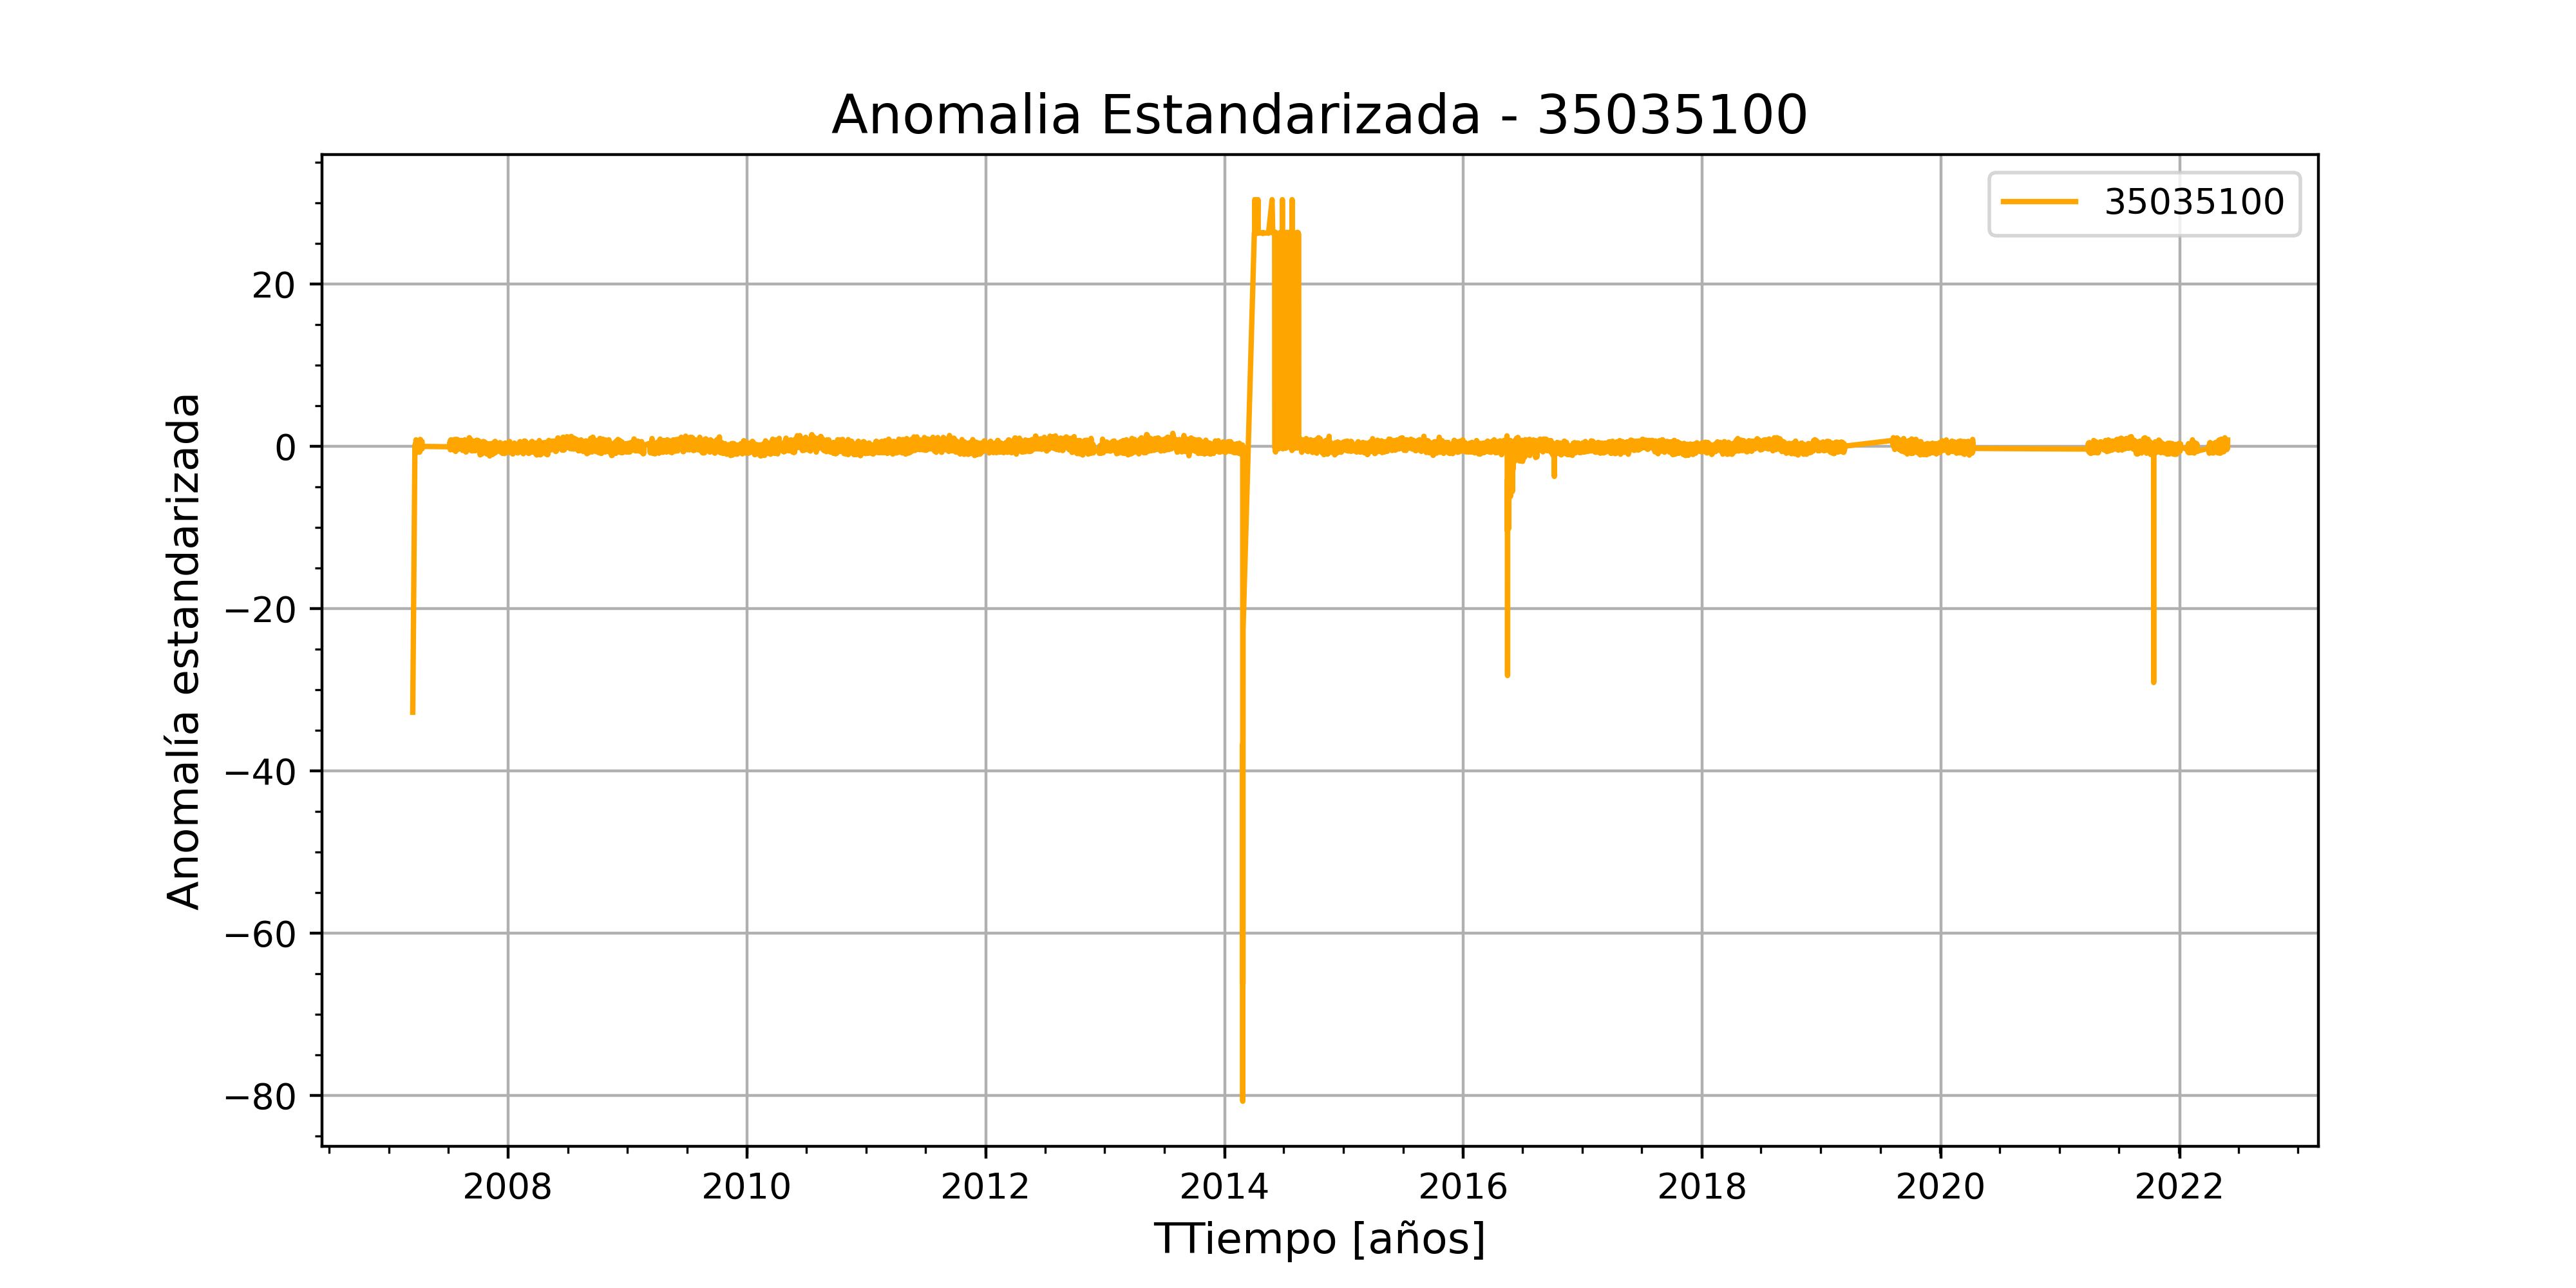 Anomalia Estandarizada - 35035100
35035100
Anomalía estandarizada
20
0
−20
−40
−60
−80
2008 2010 2012 2014 2016 2018 2020 2022
TTiempo [años]